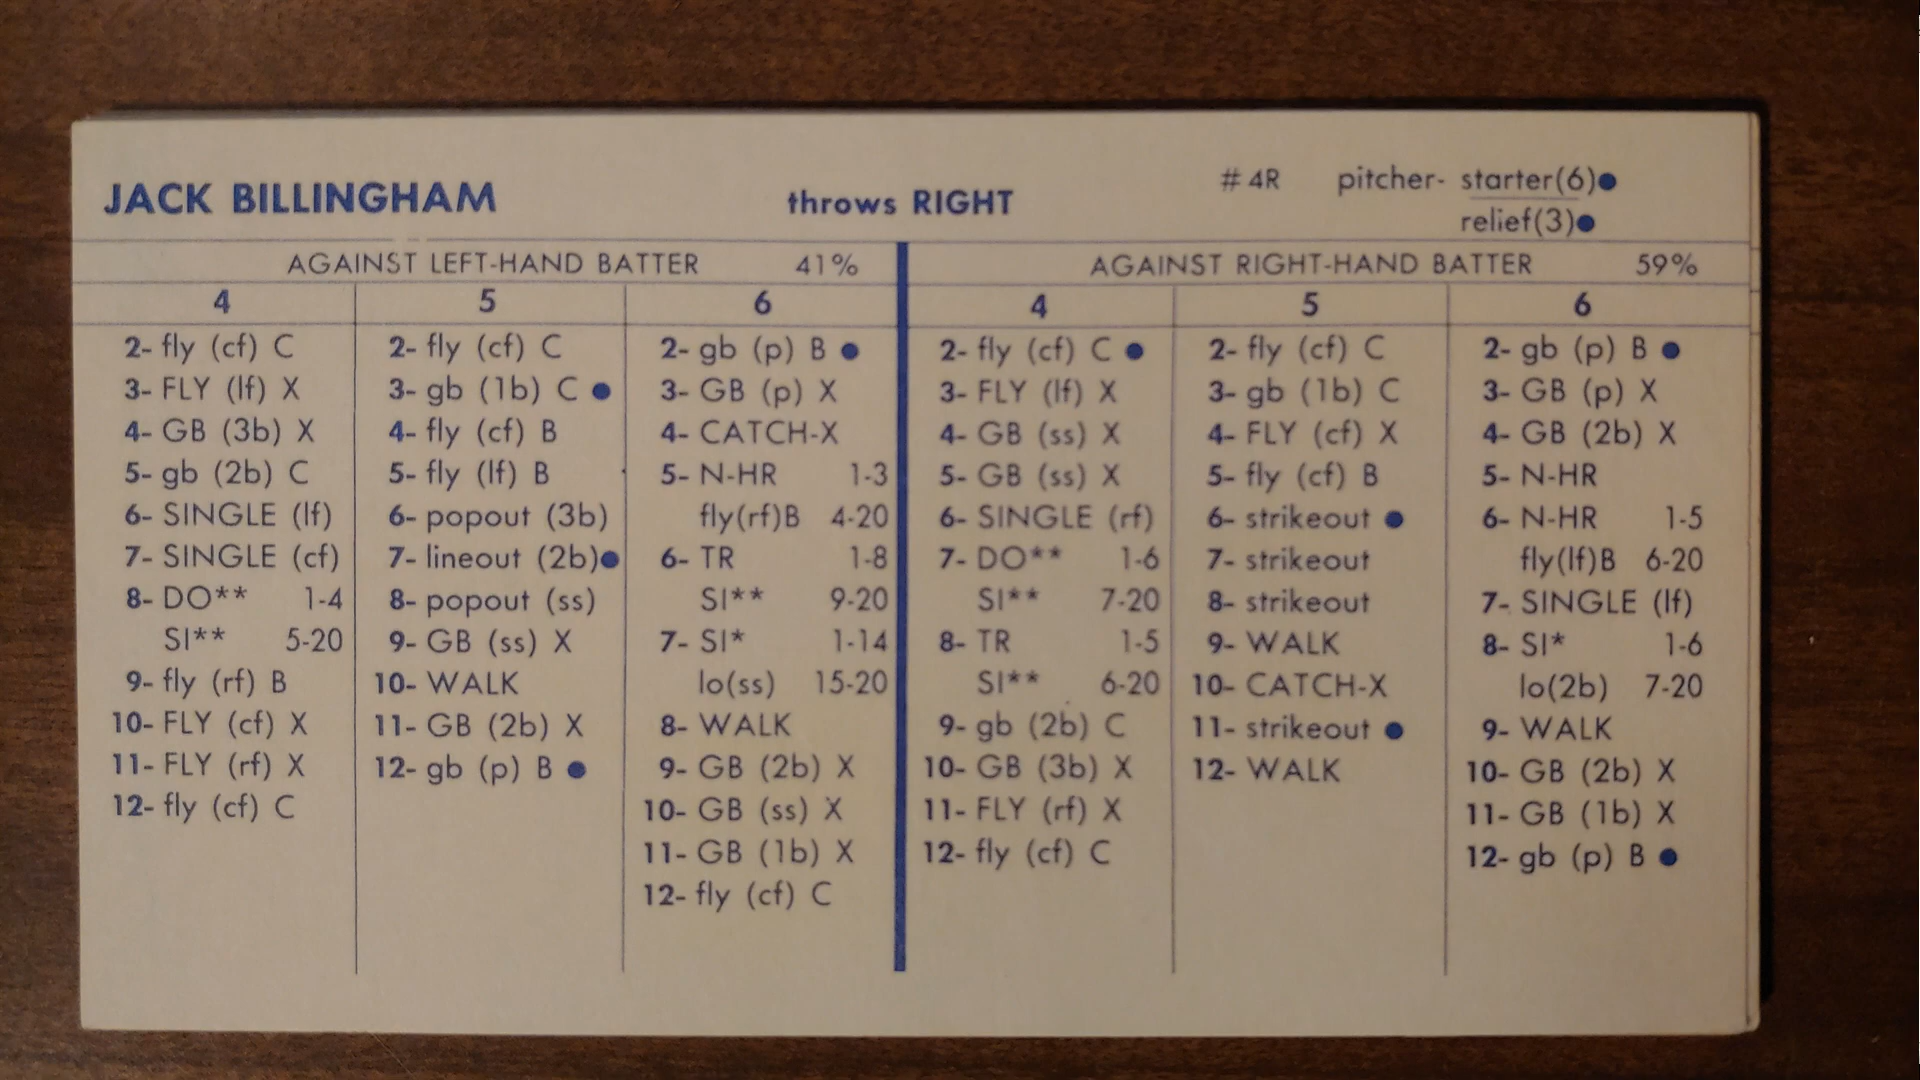 JACK BILLINGHAM throws RIGHT # 4R pitcher- starter(6)●
relief(3)●
AGAINST LEFT-HAND BATTER 41%
4
2- fly (cf) C
3- FLY (lf) X
4- GB (3b) X
5- gb (2b) C
6- SINGLE (lf)
7- SINGLE (cf)
8- DO** 1-4
SI** 5-20
9- fly (rf) B
10- FLY (cf) X
11- FLY (rf) X
12- fly (cf) C
5
2- fly (cf) C
3- gb (1b) C ●
4- fly (cf) B
5- fly (lf) B
6- popout (3b)
7- lineout (2b)●
8- popout (ss)
9- GB (ss) X
10- WALK
11- GB (2b) X
12- gb (p) B ●
6
2- gb (p) B ●
3- GB (p) X
4- CATCH-X
5- N-HR 1-3
fly(rf)B 4-20
6- TR 1-8
SI** 9-20
7- SI* 1-14
lo(ss) 15-20
8- WALK
9- GB (2b) X
10- GB (ss) X
11- GB (1b) X
12- fly (cf) C
AGAINST RIGHT-HAND BATTER 59%
4
2- fly (cf) C ●
3- FLY (lf) X
4- GB (ss) X
5- GB (ss) X
6- SINGLE (rf)
7- DO** 1-6
SI** 7-20
8- TR 1-5
SI** 6-20
9- gb (2b) C
10- GB (3b) X
11- FLY (rf) X
12- fly (cf) C
5
2- fly (cf) C
3- gb (1b) C
4- FLY (cf) X
5- fly (cf) B
6- strikeout ●
7- strikeout
8- strikeout
9- WALK
10- CATCH-X
11- strikeout ●
12- WALK
6
2- gb (p) B ●
3- GB (p) X
4- GB (2b) X
5- N-HR
6- N-HR 1-5
fly(lf)B 6-20
7- SINGLE (lf)
8- SI* 1-6
lo(2b) 7-20
9- WALK
10- GB (2b) X
11- GB (1b) X
12- gb (p) B ●